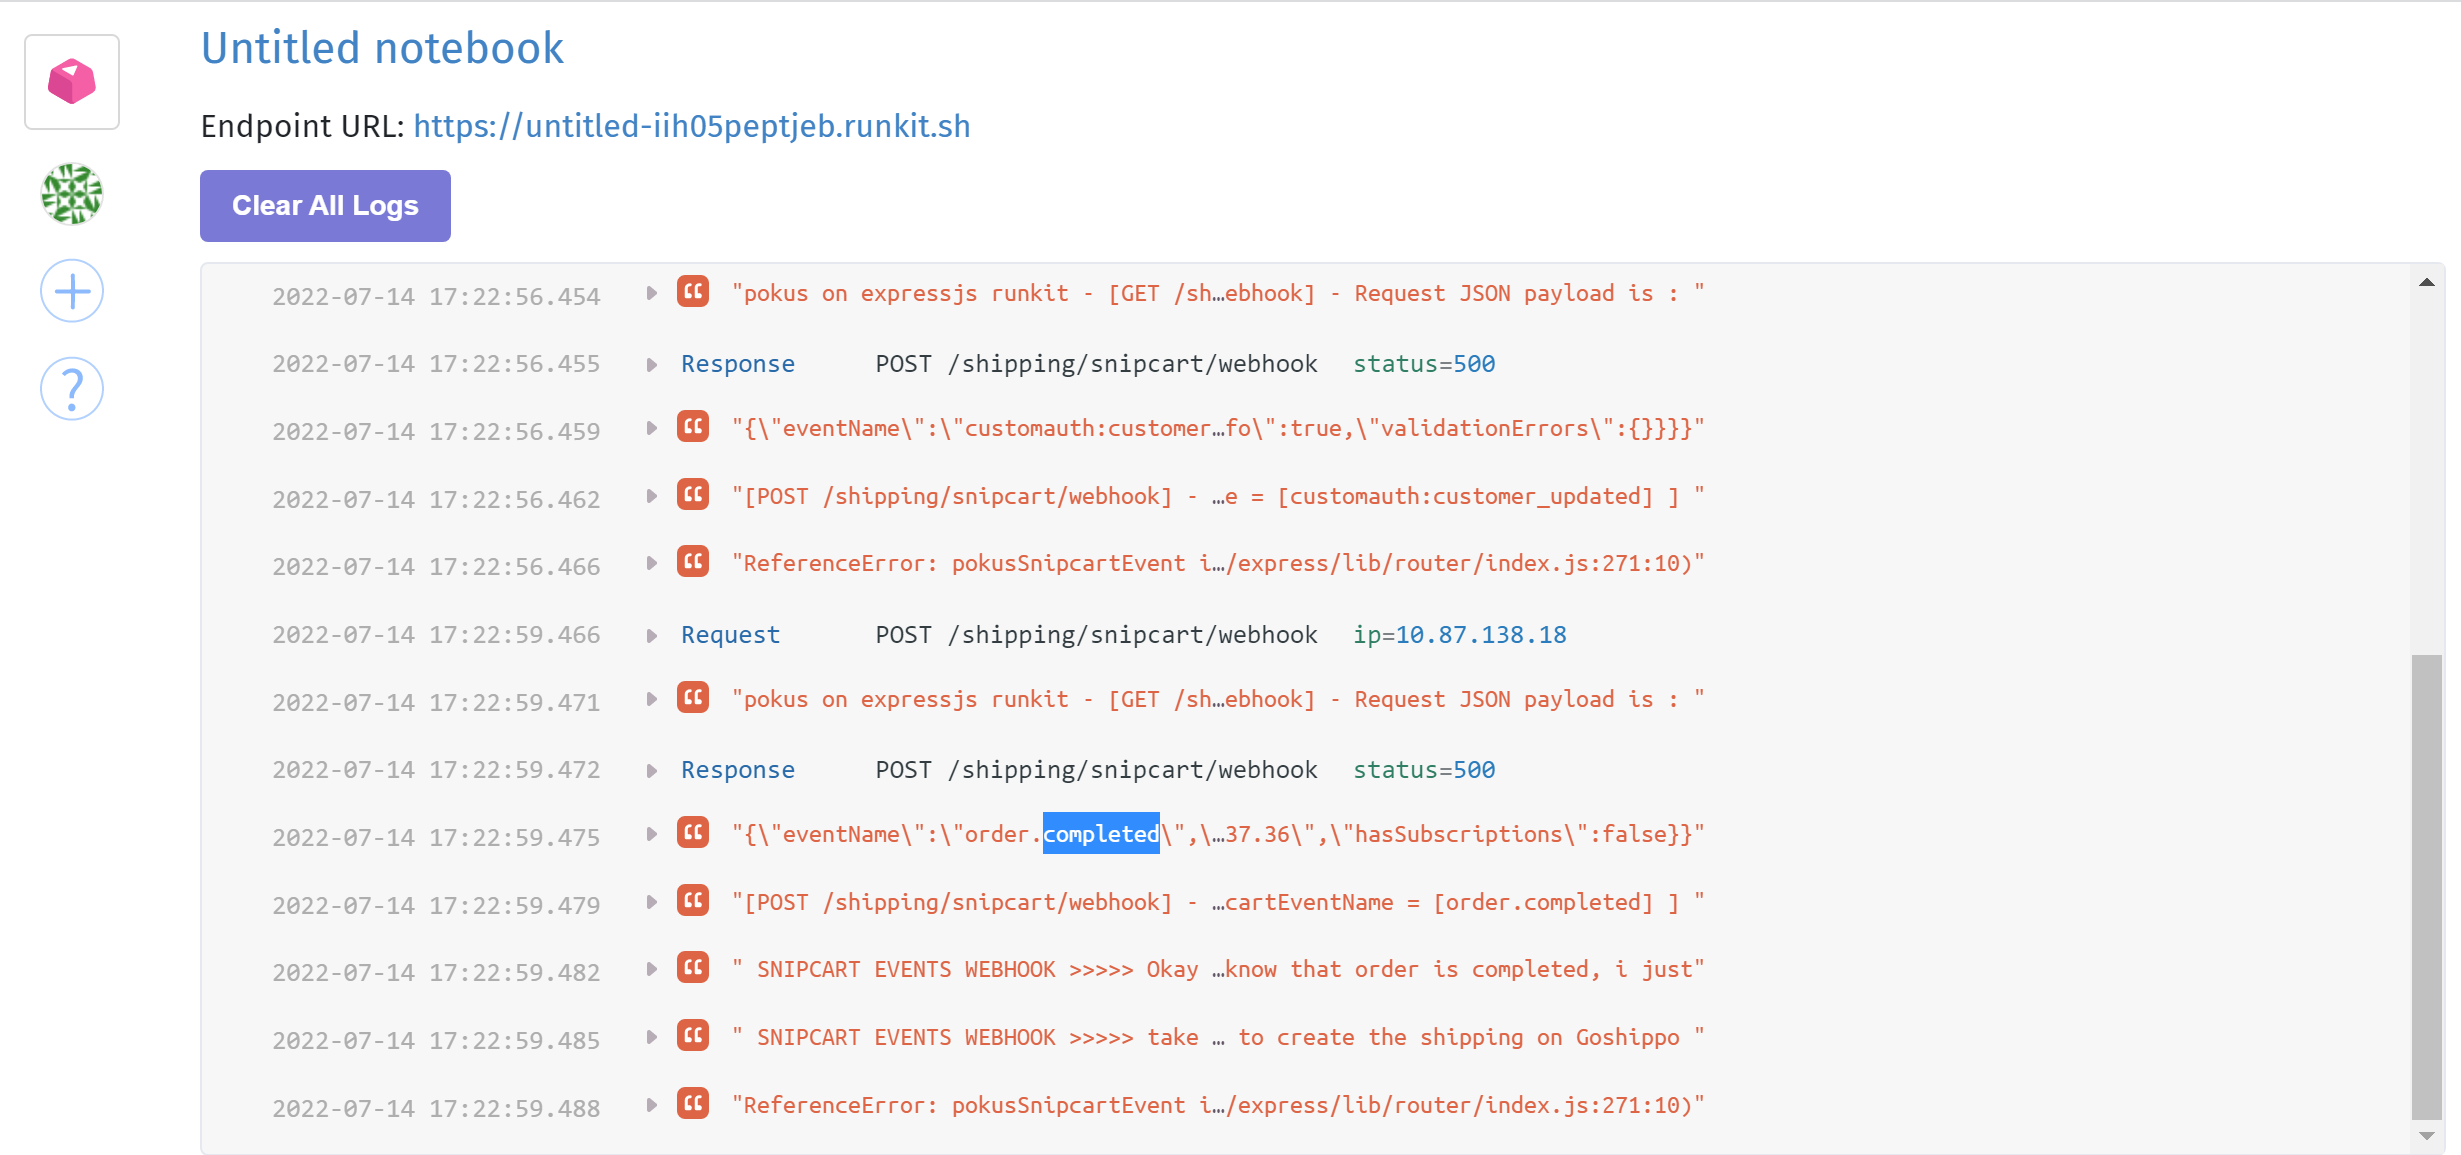 Untitled notebook
Endpoint URL: https://untitled-iih05peptjeb.runkit.sh
Clear All Logs
2022-07-14 17:22:56.454 "pokus on expressjs runkit - [GET /sh…ebhook] - Request JSON payload is : "
2022-07-14 17:22:56.455 Response POST /shipping/snipcart/webhook status=500
2022-07-14 17:22:56.459 "{\"eventName\":\"customauth:customer…fo\":true,\"validationErrors\":{}}}}"
2022-07-14 17:22:56.462 "[POST /shipping/snipcart/webhook] - …e = [customauth:customer_updated] ] "
2022-07-14 17:22:56.466 "ReferenceError: pokusSnipcartEvent i…/express/lib/router/index.js:271:10)"
2022-07-14 17:22:59.466 Request POST /shipping/snipcart/webhook ip=10.87.138.18
2022-07-14 17:22:59.471 "pokus on expressjs runkit - [GET /sh…ebhook] - Request JSON payload is : "
2022-07-14 17:22:59.472 Response POST /shipping/snipcart/webhook status=500
2022-07-14 17:22:59.475 "{\"eventName\":\"order.completed\",\…37.36\",\"hasSubscriptions\":false}}"
2022-07-14 17:22:59.479 "[POST /shipping/snipcart/webhook] - …cartEventName = [order.completed] ] "
2022-07-14 17:22:59.482 " SNIPCART EVENTS WEBHOOK >>>>> Okay …know that order is completed, i just"
2022-07-14 17:22:59.485 " SNIPCART EVENTS WEBHOOK >>>>> take … to create the shipping on Goshippo "
2022-07-14 17:22:59.488 "ReferenceError: pokusSnipcartEvent i…/express/lib/router/index.js:271:10)"